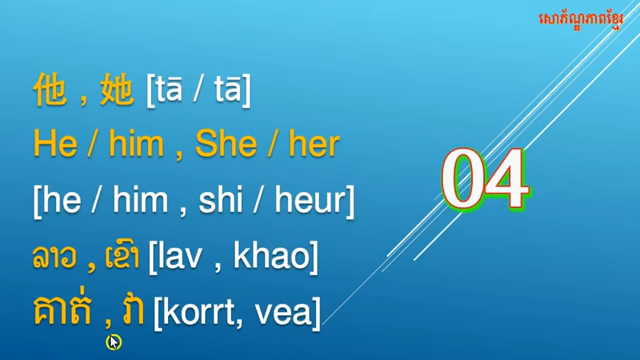 សោភ័ណ្ឌភាពខ្មែរ
他 , 她 [tā / tā]
He / him , She / her
[he / him , shi / heur]
04
ລາວ , ເຂົາ [lav , khao]
គាត់ , វា [korrt, vea]